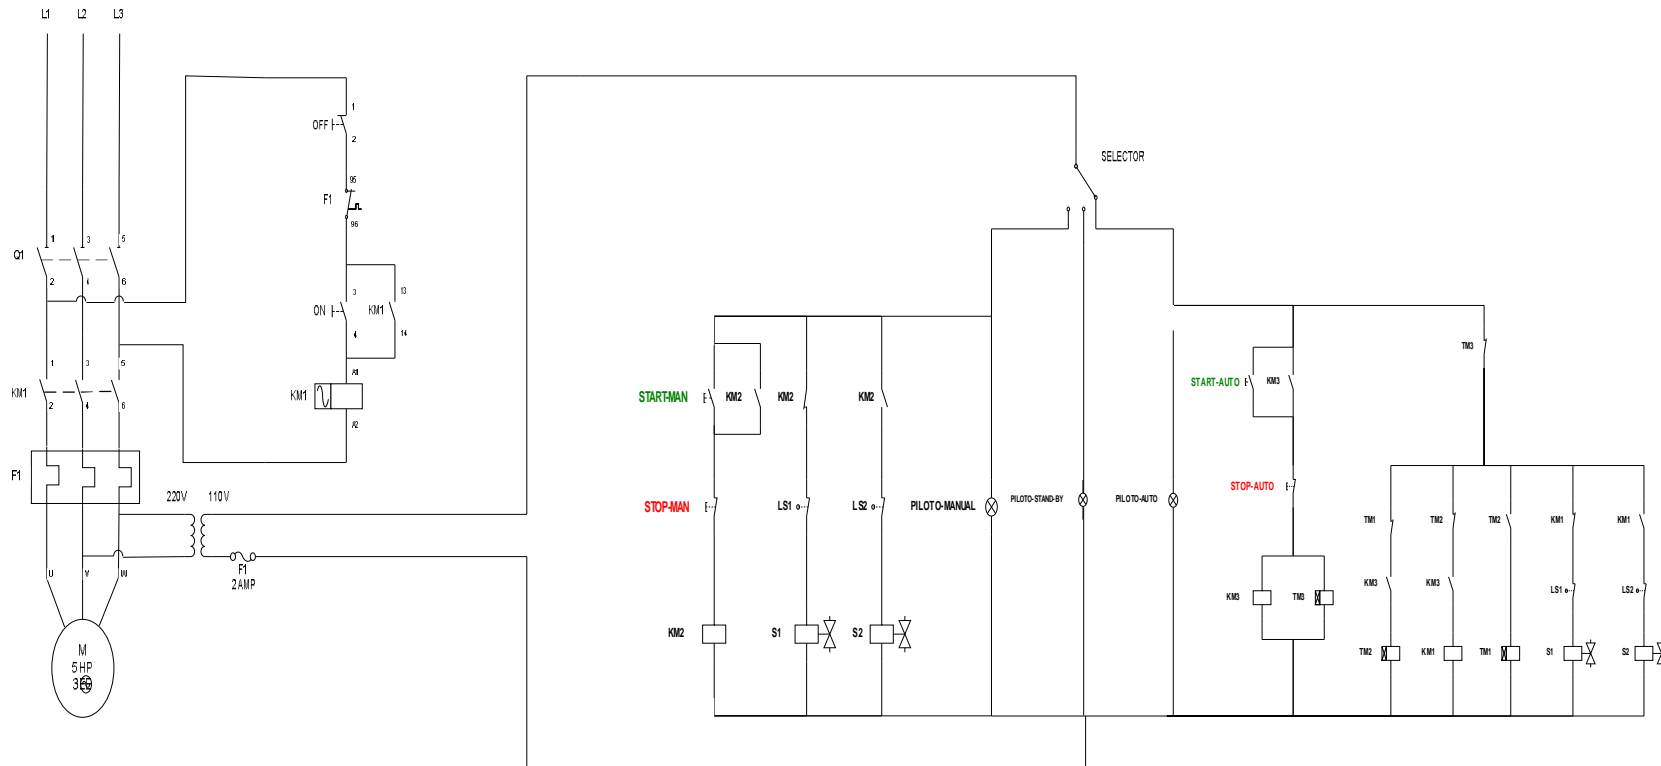 L1 L2 L3
1
OFF
2
SELECTOR
95
F1
96
Q1
1 3 5
2 4 6
3 13
ON KM1
4 14
1 3 5
KM1
2 4 6
A1
KM1
A2
TM3
START-MAN KM2 KM2 KM2
START-AUTO KM3
F1
220V 110V
STOP-MAN LS1 LS2 PILOTO-MANUAL PILOTO-STAND-BY PILOTO-AUTO
STOP-AUTO
TM1 TM2 TM2 KM1 KM1
U V W
F1
2 AMP
KM3 KM3 LS1 LS2
KM3 TM3
KM2 S1 S2
TM2 KM1 TM1 S1 S2
M
5 HP